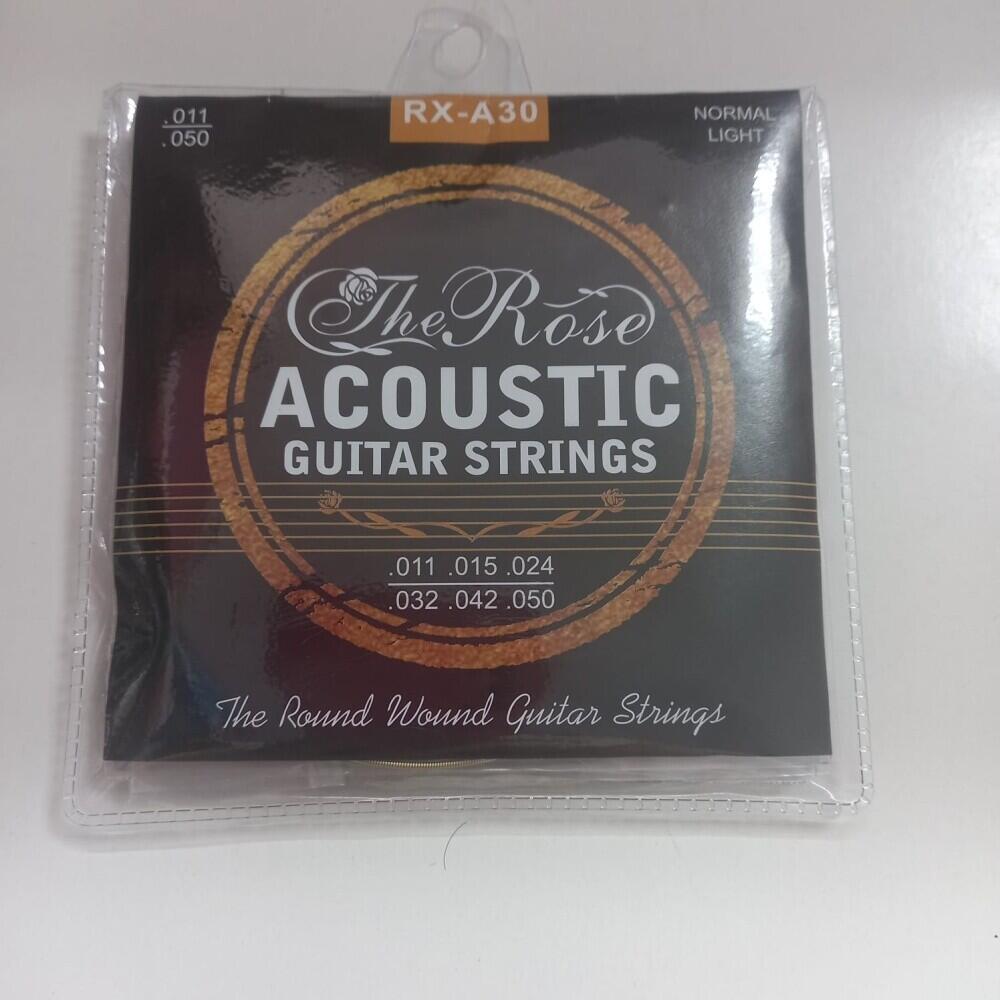 .011
.050
RX-A30
NORMAL
LIGHT
The Rose
ACOUSTIC
GUITAR STRINGS
.011 .015 .024
.032 .042 .050
The Round Wound Guitar Strings